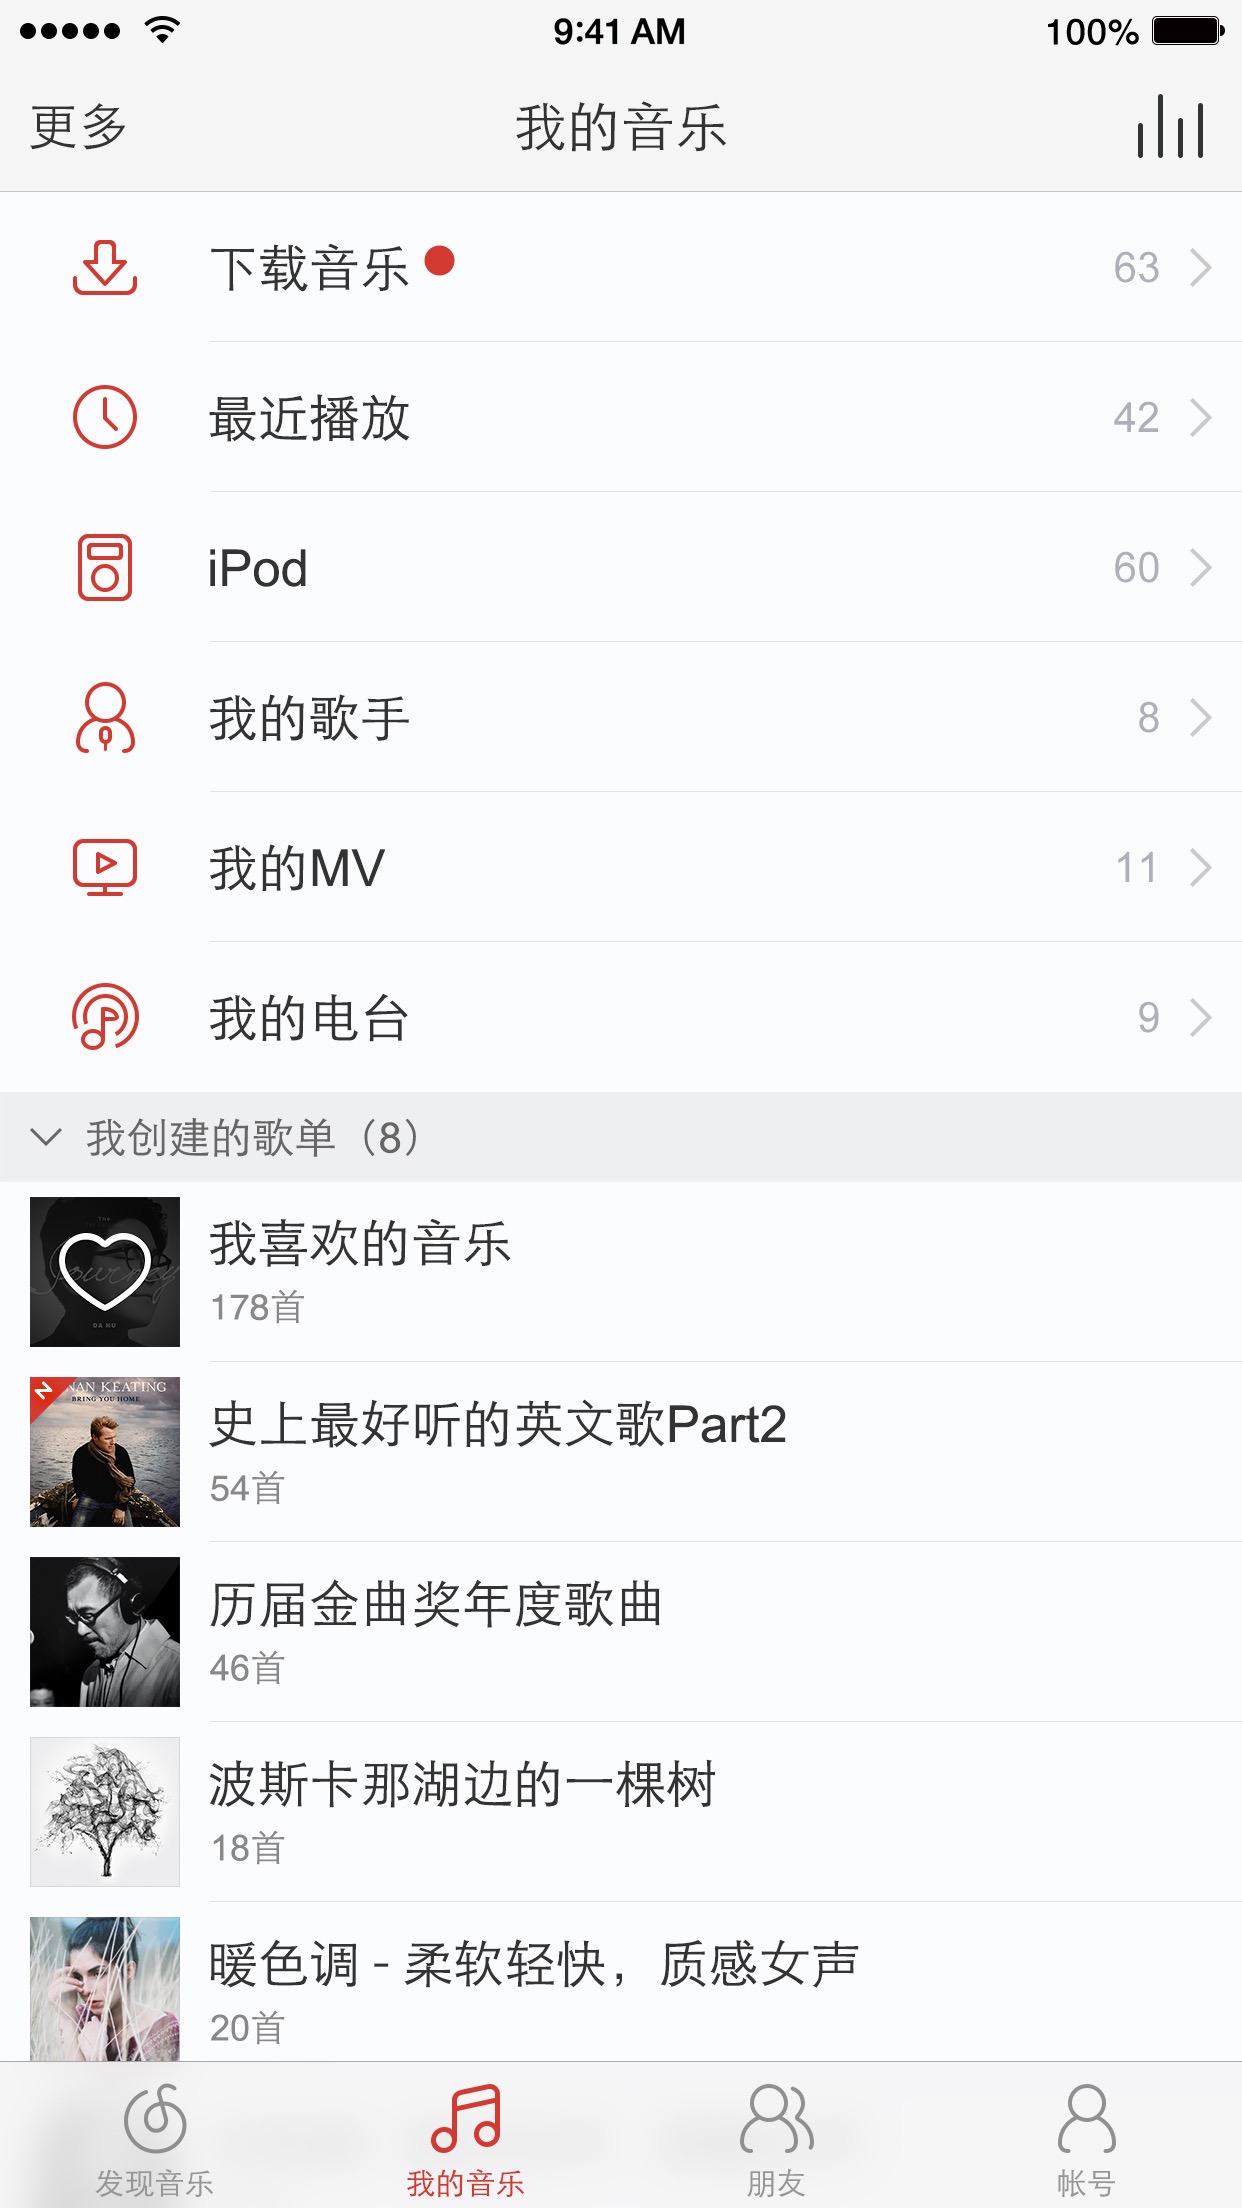 9:41 AM
100%
更多
我的音乐
下载音乐
63
最近播放
42
iPod
60
我的歌手
8
我的MV
11
我的电台
9
我创建的歌单（8）
The
Journey
DA NU
我喜欢的音乐
178首
NAN KEATING
BRING YOU HOME
史上最好听的英文歌Part2
54首
历届金曲奖年度歌曲
46首
波斯卡那湖边的一棵树
18首
暖色调 - 柔软轻快，质感女声
20首
发现音乐
我的音乐
朋友
帐号